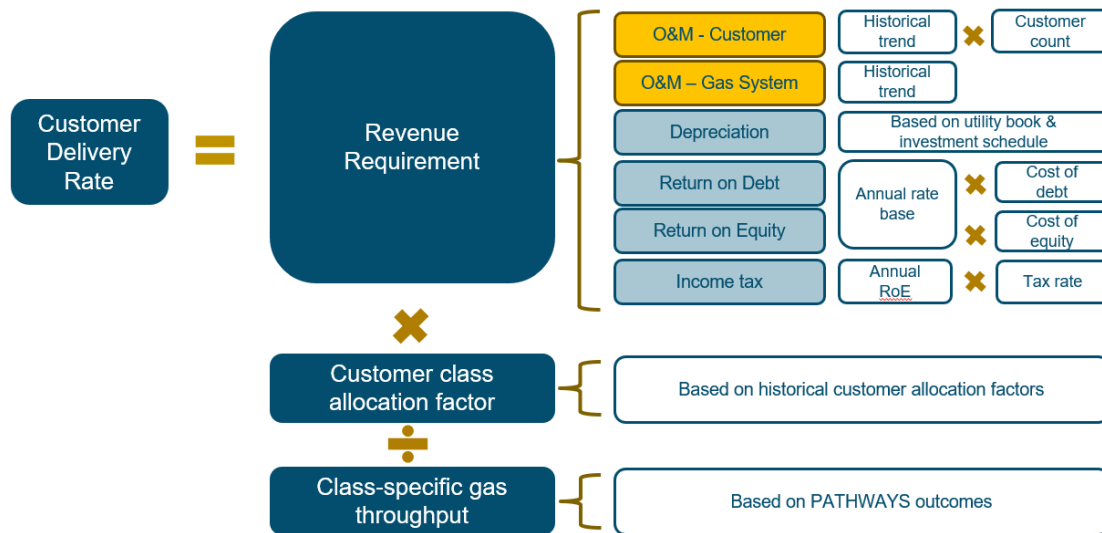 Customer
Delivery
Rate
=
Revenue
Requirement
O&M - Customer
Historical
trend
×
Customer
count
O&M – Gas System
Historical
trend
Depreciation
Based on utility book &
investment schedule
Return on Debt
Annual rate
base
×
Cost of
debt
Return on Equity
×
Cost of
equity
Income tax
Annual
RoE
×
Tax rate
×
Customer class
allocation factor
Based on historical customer allocation factors
÷
Class-specific gas
throughput
Based on PATHWAYS outcomes